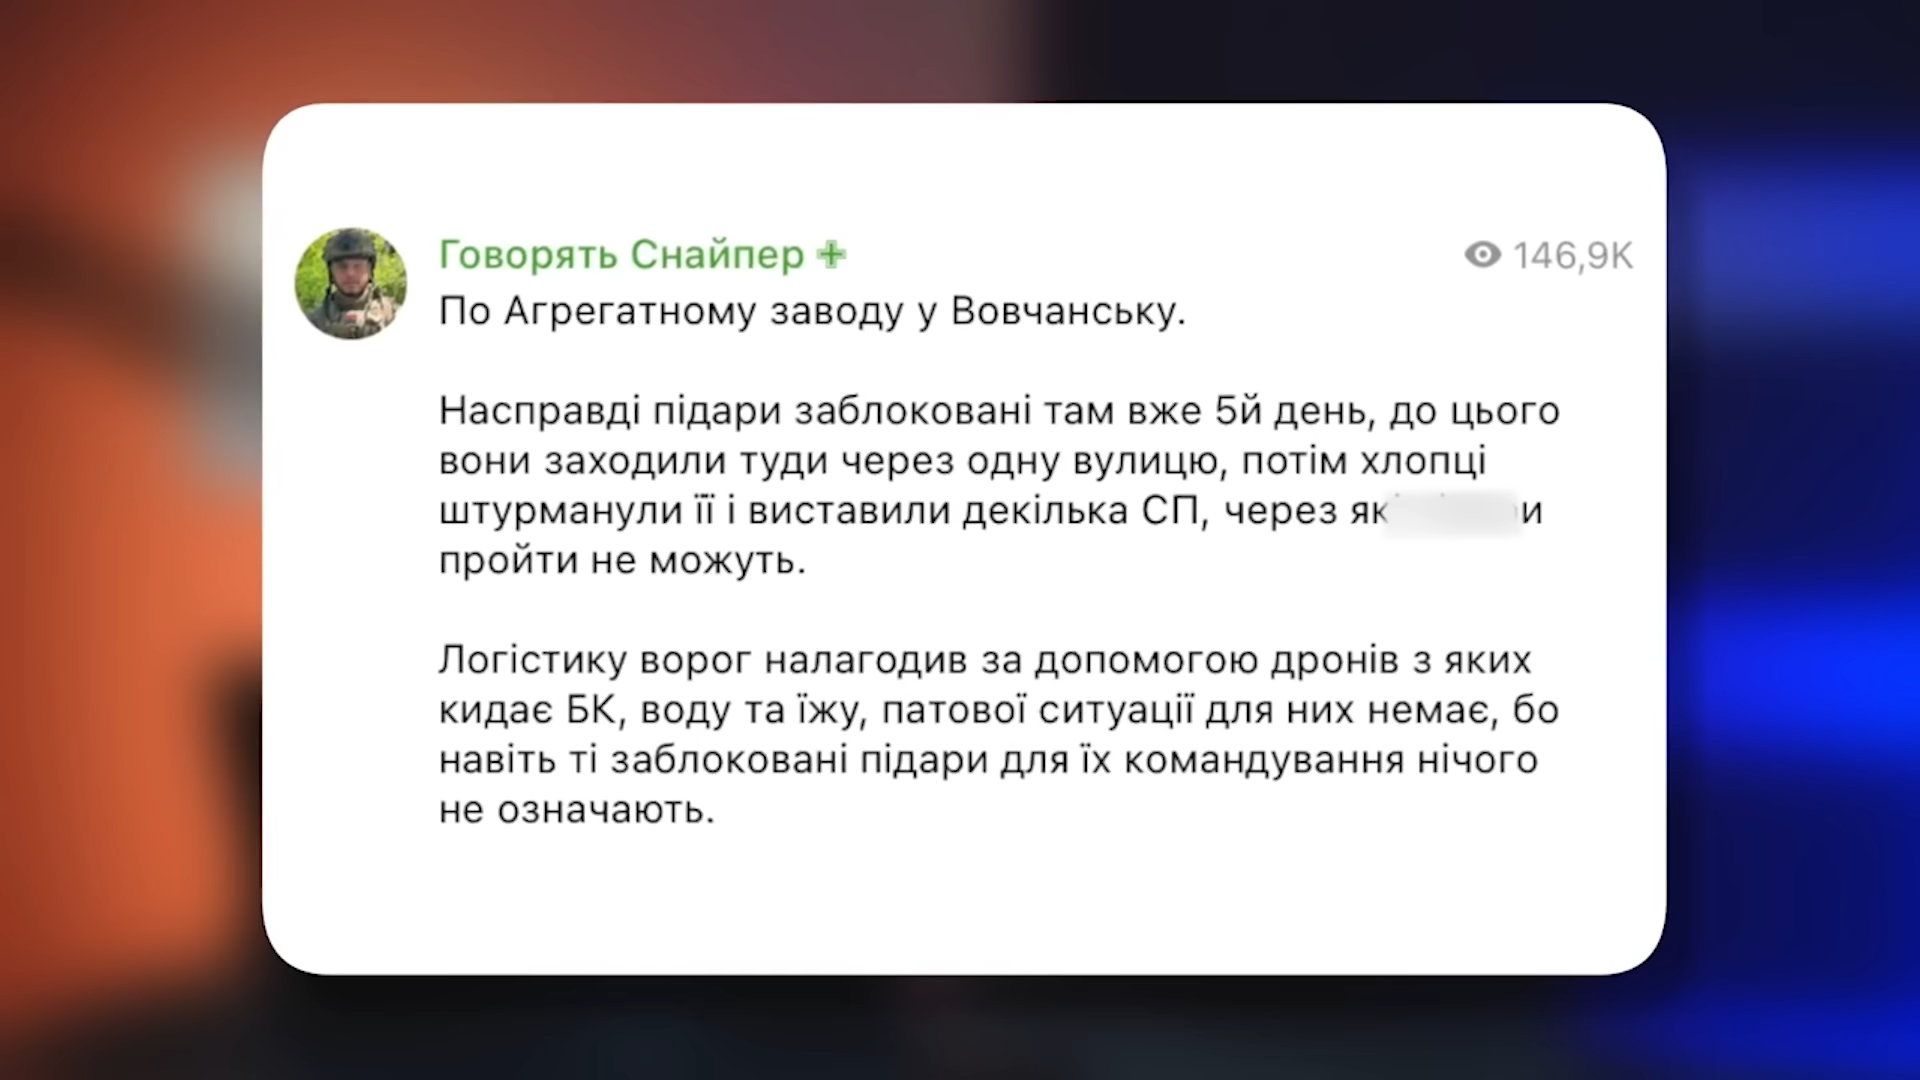 Говорять Снайпер
146,9K
По Агрегатному заводу у Вовчанську.
Насправді підари заблоковані там вже 5й день, до цього
вони заходили туди через одну вулицю, потім хлопці
штурманули її і виставили декілька СП, через
пройти не можуть.
Логістику ворог налагодив за допомогою дронів з яких
кидає БК, воду та їжу, патової ситуації для них немає, бо
навіть ті заблоковані підари для їх командування нічого
не означають.